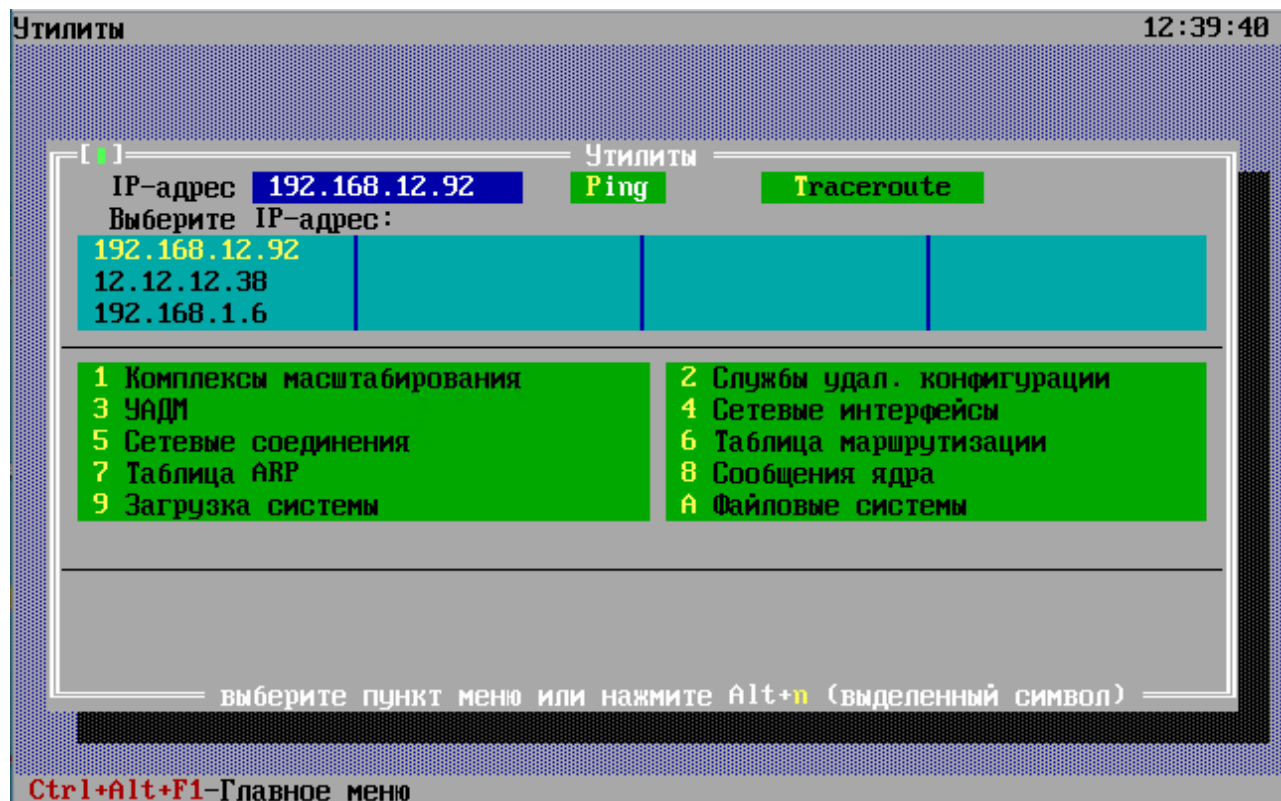 Утилиты 12:39:40
[ ] Утилиты
IP-адрес 192.168.12.92 Ping Traceroute
Выберите IP-адрес:
192.168.12.92
12.12.12.38
192.168.1.6
1 Комплексы масштабирования 2 Службы удал. конфигурации
3 УАДМ 4 Сетевые интерфейсы
5 Сетевые соединения 6 Таблица маршрутизации
7 Таблица ARP 8 Сообщения ядра
9 Загрузка системы A Файловые системы
выберите пункт меню или нажмите Alt+n (выделенный символ)
Ctrl+Alt+F1-Главное меню